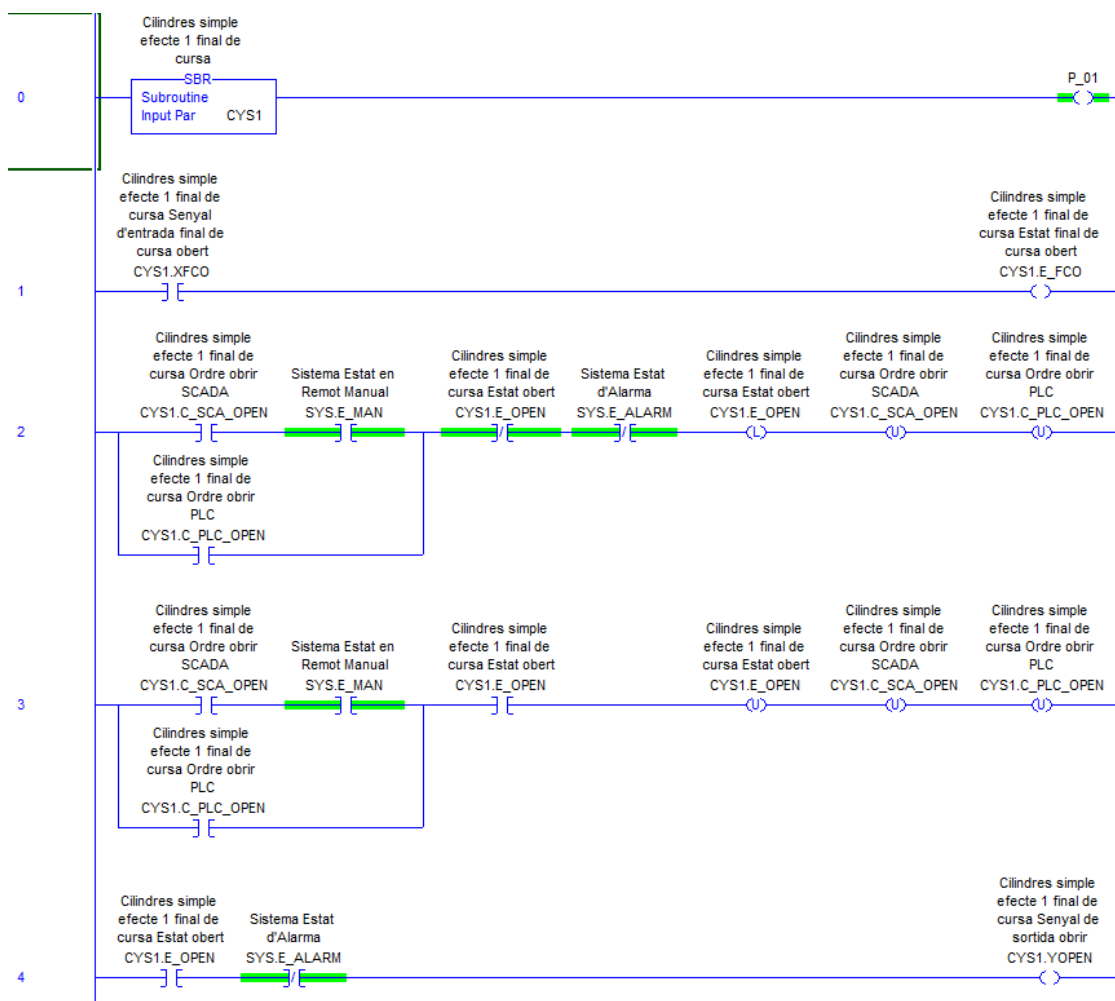 Cilindres simple
efecte 1 final de
cursa
SBR
Subroutine
Input Par CYS1
P_01
0
Cilindres simple
efecte 1 final de
cursa Senyal
d'entrada final de
cursa obert
CYS1.XFCO
Cilindres simple
efecte 1 final de
cursa Estat final de
cursa obert
CYS1.E_FCO
1
Cilindres simple
efecte 1 final de
cursa Ordre obrir
SCADA
CYS1.C_SCA_OPEN
Sistema Estat en
Remot Manual
SYS.E_MAN
Cilindres simple
efecte 1 final de
cursa Estat obert
CYS1.E_OPEN
Sistema Estat
d'Alarma
SYS.E_ALARM
Cilindres simple
efecte 1 final de
cursa Estat obert
CYS1.E_OPEN
L
Cilindres simple
efecte 1 final de
cursa Ordre obrir
SCADA
CYS1.C_SCA_OPEN
U
Cilindres simple
efecte 1 final de
cursa Ordre obrir
PLC
CYS1.C_PLC_OPEN
U
2
Cilindres simple
efecte 1 final de
cursa Ordre obrir
PLC
CYS1.C_PLC_OPEN
Cilindres simple
efecte 1 final de
cursa Ordre obrir
SCADA
CYS1.C_SCA_OPEN
Sistema Estat en
Remot Manual
SYS.E_MAN
Cilindres simple
efecte 1 final de
cursa Estat obert
CYS1.E_OPEN
Cilindres simple
efecte 1 final de
cursa Estat obert
CYS1.E_OPEN
U
Cilindres simple
efecte 1 final de
cursa Ordre obrir
SCADA
CYS1.C_SCA_OPEN
U
Cilindres simple
efecte 1 final de
cursa Ordre obrir
PLC
CYS1.C_PLC_OPEN
U
3
Cilindres simple
efecte 1 final de
cursa Ordre obrir
PLC
CYS1.C_PLC_OPEN
Cilindres simple
efecte 1 final de
cursa Estat obert
CYS1.E_OPEN
Sistema Estat
d'Alarma
SYS.E_ALARM
Cilindres simple
efecte 1 final de
cursa Senyal de
sortida obrir
CYS1.YOPEN
4